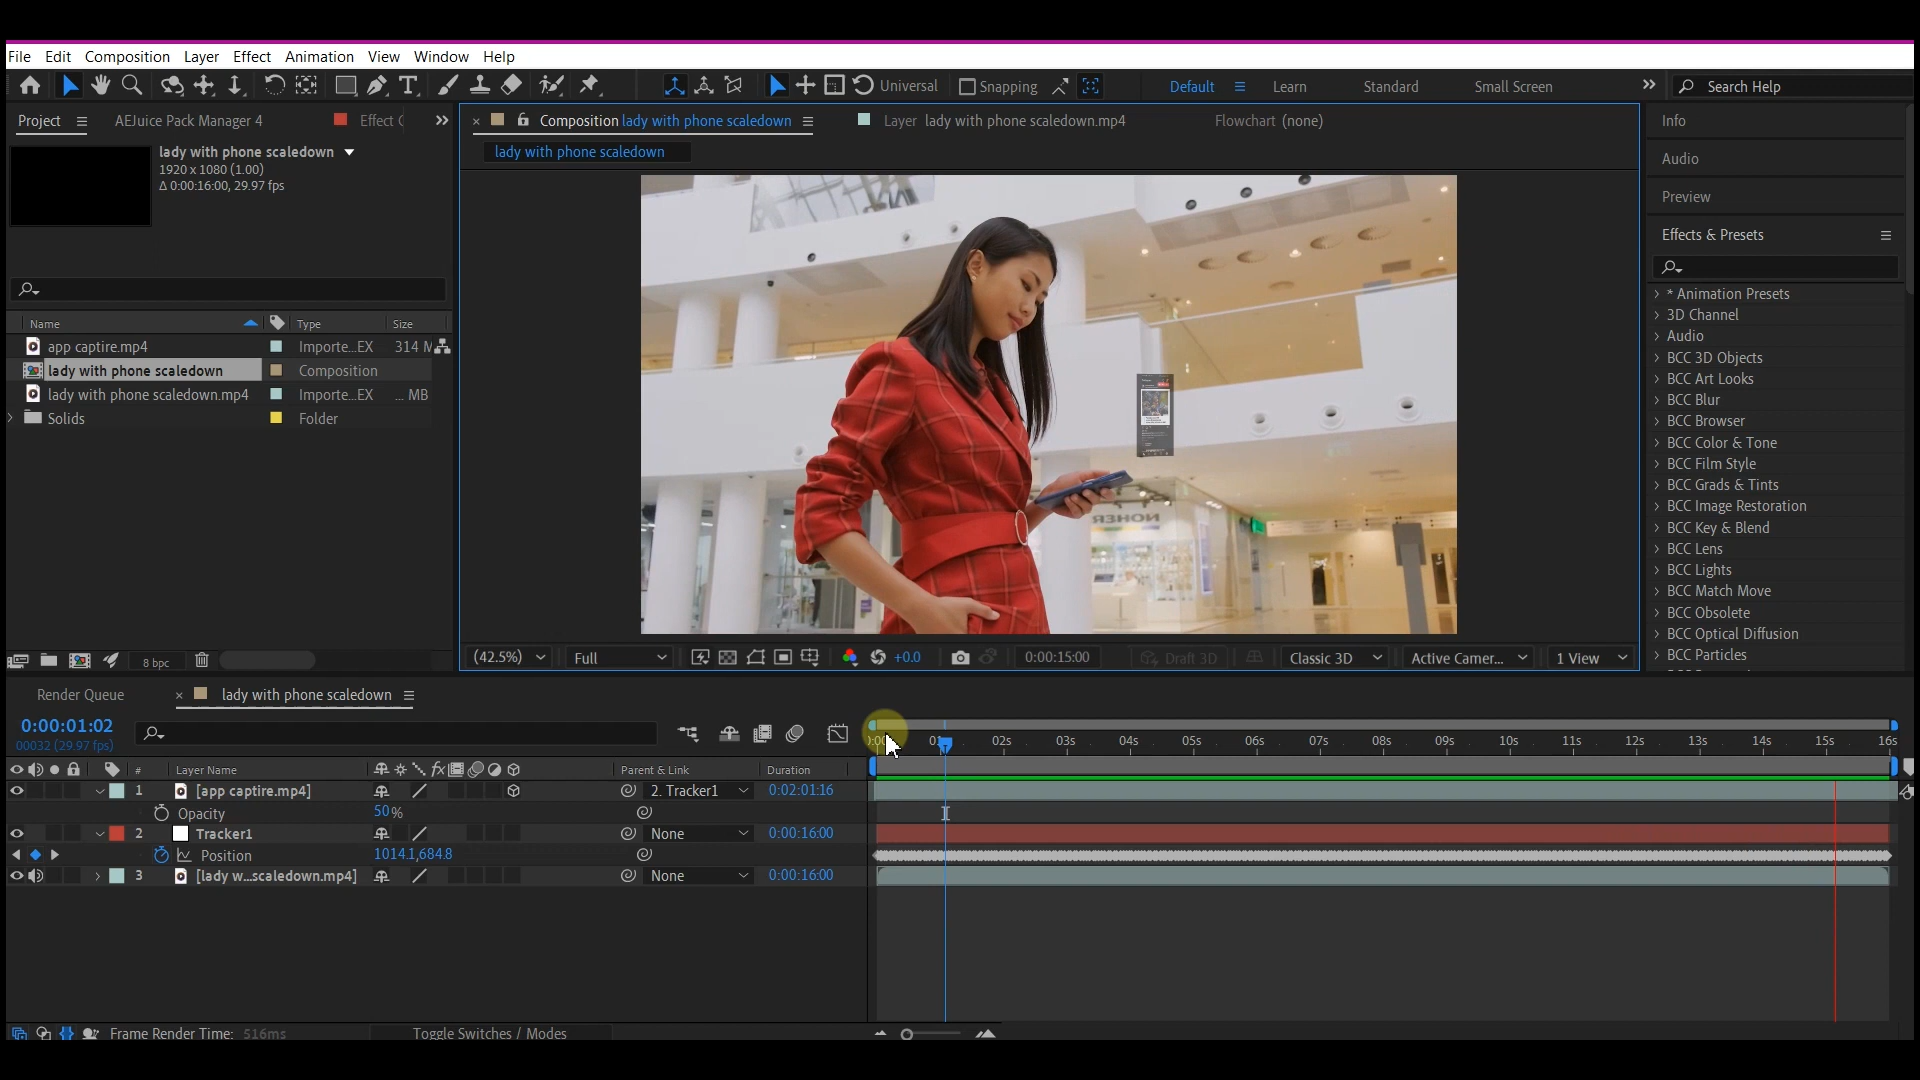 File Edit Composition Layer Effect Animation View Window Help
Universal Snapping Default Learn Standard Small Screen Search Help
Project AEJuice Pack Manager 4 Effect C
Composition lady with phone scaledown Layer lady with phone scaledown.mp4 Flowchart (none)
lady with phone scaledown
lady with phone scaledown
1920 x 1080 (1.00)
Δ 0:00:16:00, 29.97 fps
Name Type Size
app captire.mp4 Importe...EX 314 M
lady with phone scaledown Composition
lady with phone scaledown.mp4 Importe...EX ... MB
Solids Folder
8 bpc
(42.5%) Full +0.0 0:00:15:00 Draft 3D Classic 3D Active Camer... 1 View
Info
Audio
Preview
Effects & Presets
* Animation Presets
3D Channel
Audio
BCC 3D Objects
BCC Art Looks
BCC Blur
BCC Browser
BCC Color & Tone
BCC Film Style
BCC Grads & Tints
BCC Image Restoration
BCC Key & Blend
BCC Lens
BCC Lights
BCC Match Move
BCC Obsolete
BCC Optical Diffusion
BCC Particles
Render Queue lady with phone scaledown
0:00:01:02
00032 (29.97 fps)
01 02s 03s 04s 05s 06s 07s 08s 09s 10s 11s 12s 13s 14s 15s 16s
# Layer Name Parent & Link Duration
1 [app captire.mp4] 2. Tracker1 0:02:01:16
Opacity 50%
2 Tracker1 None 0:00:16:00
Position 1014.1,684.8
3 [lady w...scaledown.mp4] None 0:00:16:00
Frame Render Time: 516ms Toggle Switches / Modes